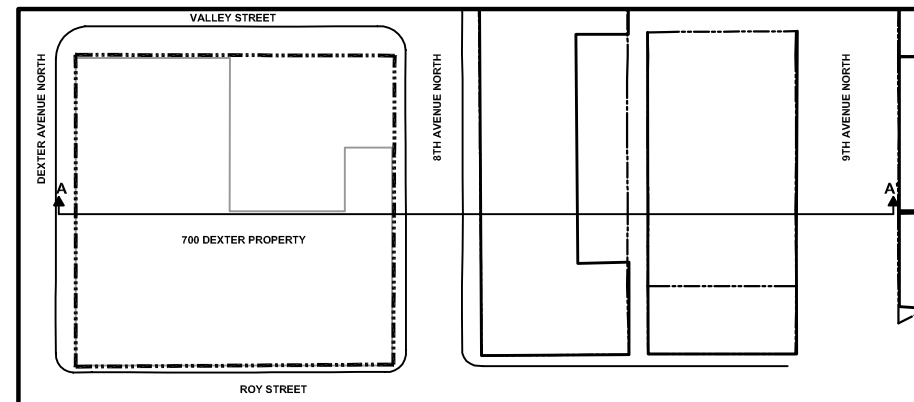 VALLEY STREET
DEXTER AVENUE NORTH
8TH AVENUE NORTH
9TH AVENUE NORTH
A
A'
700 DEXTER PROPERTY
ROY STREET